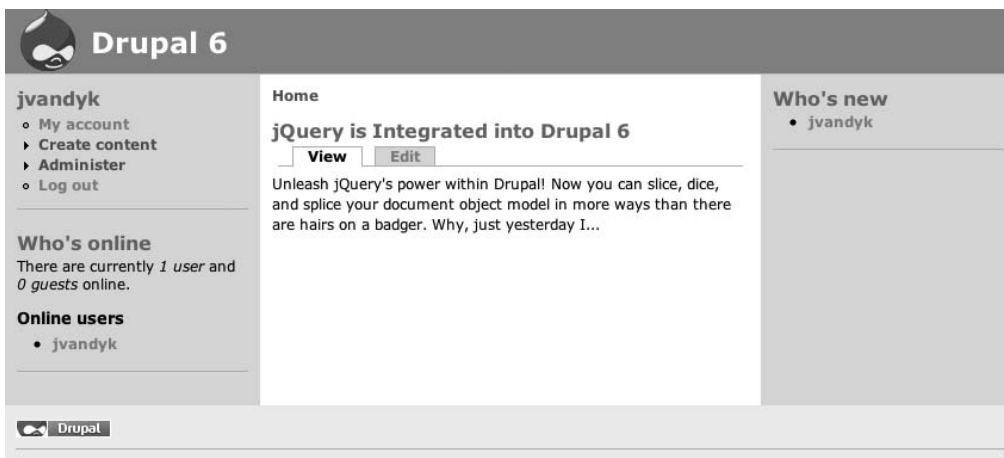 Drupal 6
jvandyk
My account
Create content
Administer
Log out
Who's online
There are currently 1 user and
0 guests online.
Online users
jvandyk
Home
jQuery is Integrated into Drupal 6
View Edit
Unleash jQuery's power within Drupal! Now you can slice, dice,
and splice your document object model in more ways than there
are hairs on a badger. Why, just yesterday I...
Who's new
jvandyk
Drupal